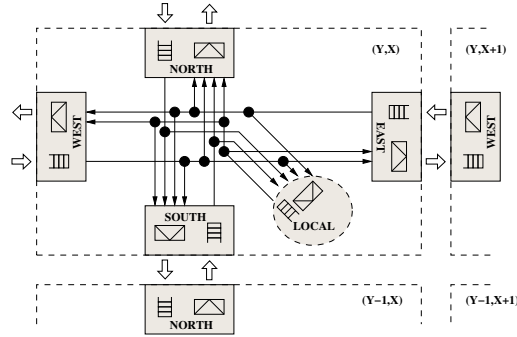 (Y,X)
(Y,X+1)
NORTH
WEST
EAST
WEST
SOUTH
LOCAL
NORTH
(Y−1,X)
(Y−1,X+1)